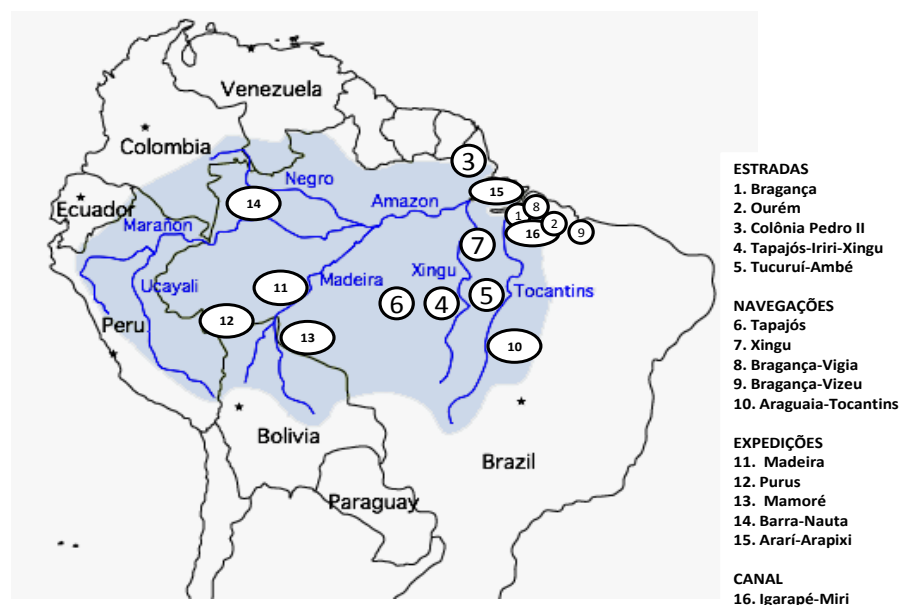 Venezuela
Colombia
Negro
Ecuador
Amazon
Marañon
Ucayali
Madeira
Xingu
Tocantins
Peru
Bolivia
Brazil
Paraguay
3
15
14
8
1
2
16
9
7
11
6
4
5
12
13
10
ESTRADAS
1. Bragança
2. Ourém
3. Colônia Pedro II
4. Tapajós-Iriri-Xingu
5. Tucuruí-Ambé
NAVEGAÇÕES
6. Tapajós
7. Xingu
8. Bragança-Vigia
9. Bragança-Vizeu
10. Araguaia-Tocantins
EXPEDIÇÕES
11. Madeira
12. Purus
13. Mamoré
14. Barra-Nauta
15. Ararí-Arapixi
CANAL
16. Igarapé-Miri